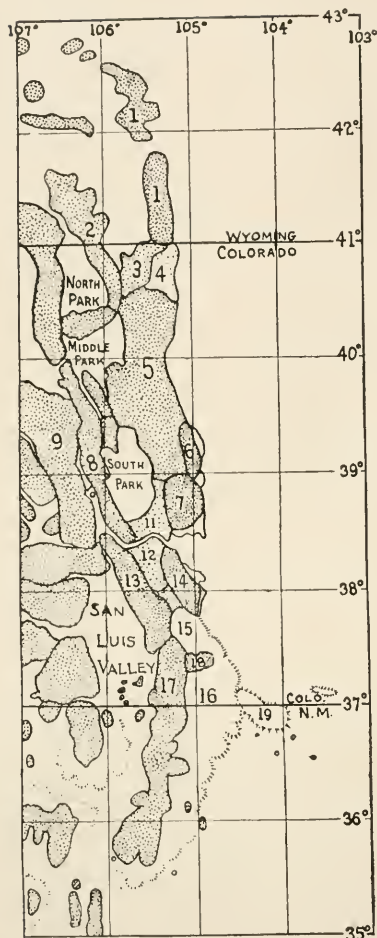 107° 106° 105° 104° 103°
43°
1
42°
1
2
WYOMING
41°
COLORADO
3
4
NORTH
PARK
MIDDLE
PARK
40°
5
9
8
SOUTH
PARK
6
39°
7
11
12
13
14
38°
SAN
LUIS
VALLEY
15
18
17
16
COLO.
37°
N.M.
19
36°
35°